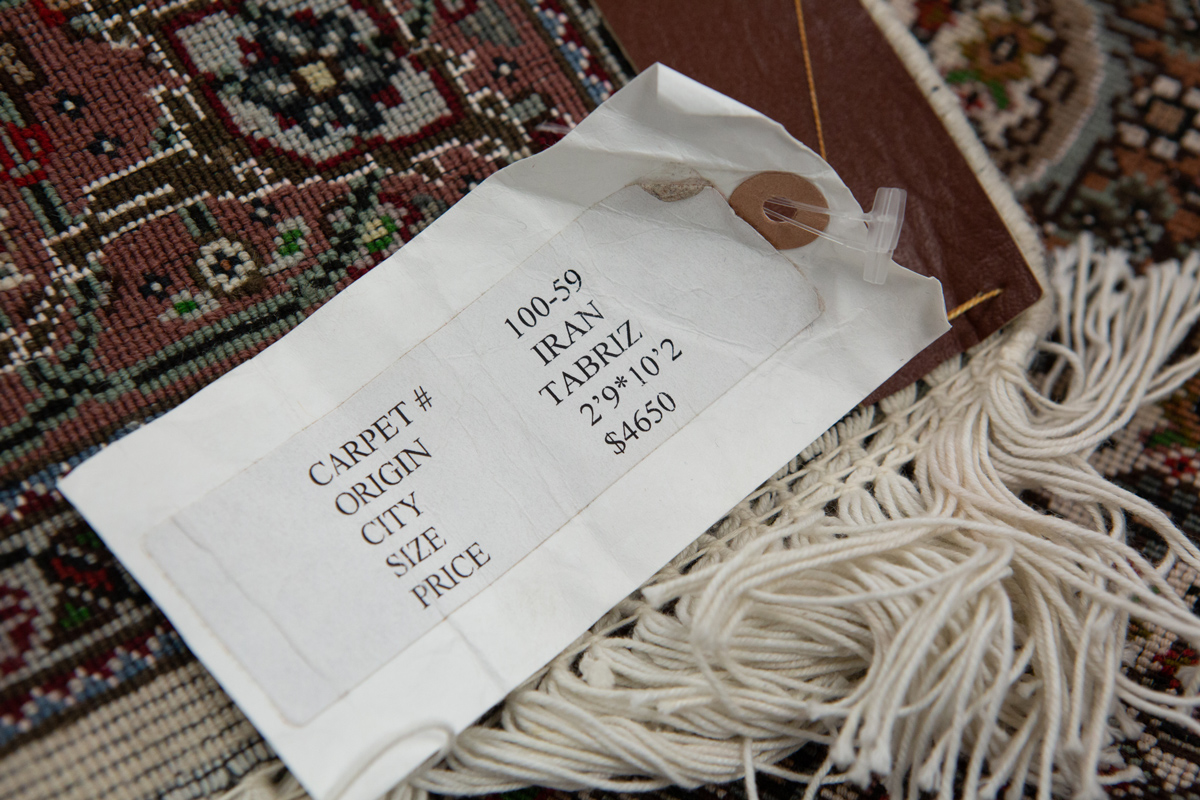 CARPET # 100-59
ORIGIN IRAN
CITY TABRIZ
SIZE 2'9*10'2
PRICE $4650